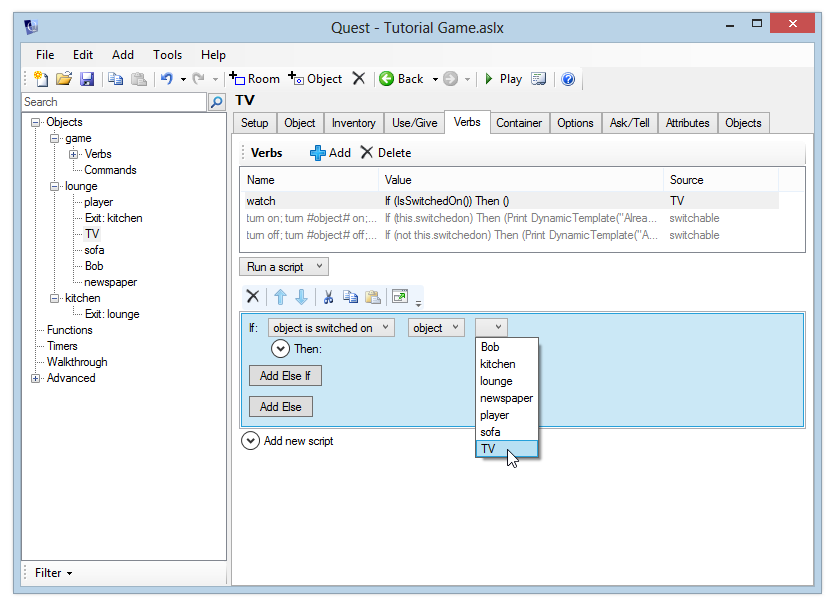 Quest - Tutorial Game.aslx
File Edit Add Tools Help
Room Object Back Play
Search
TV
Setup Object Inventory Use/Give Verbs Container Options Ask/Tell Attributes Objects
Objects
game
Verbs
Commands
lounge
player
Exit: kitchen
TV
sofa
Bob
newspaper
kitchen
Exit: lounge
Functions
Timers
Walkthrough
Advanced
Filter
Verbs Add Delete
Name Value Source
watch If (IsSwitchedOn()) Then () TV
turn on; turn #object# on;... If (this.switchedon) Then (Print DynamicTemplate("Alrea... switchable
turn off; turn #object# off;... If (not this.switchedon) Then (Print DynamicTemplate("A... switchable
Run a script
If: object is switched on object
Then:
Add Else If
Add Else
Bob
kitchen
lounge
newspaper
player
sofa
TV
Add new script